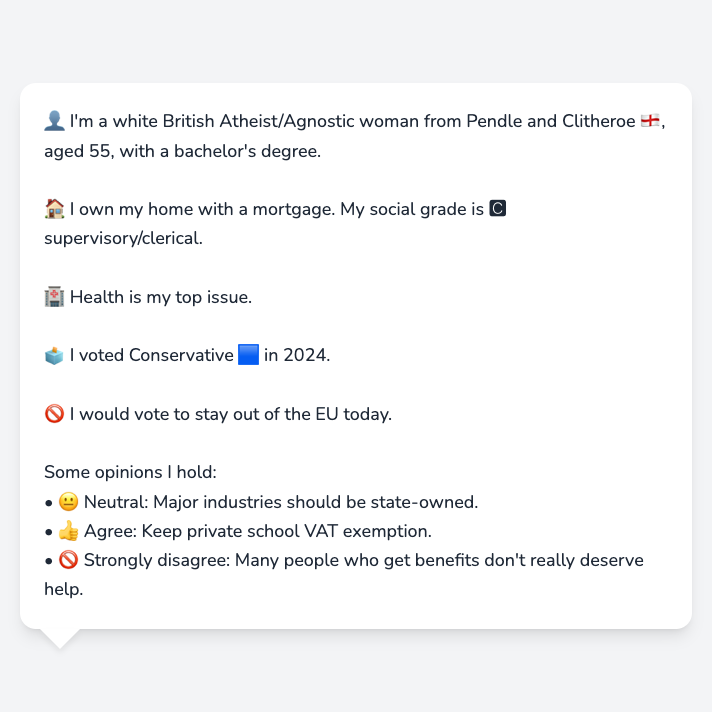 👤 I'm a white British Atheist/Agnostic woman from Pendle and Clitheroe 🏴󠁧󠁢󠁥󠁮󠁧󠁿,
aged 55, with a bachelor's degree.
🏠 I own my home with a mortgage. My social grade is 🅲
supervisory/clerical.
🏥 Health is my top issue.
🗳️ I voted Conservative 🟦 in 2024.
🚫 I would vote to stay out of the EU today.
Some opinions I hold:
• 😐 Neutral: Major industries should be state-owned.
• 👍 Agree: Keep private school VAT exemption.
• 🚫 Strongly disagree: Many people who get benefits don't really deserve
help.